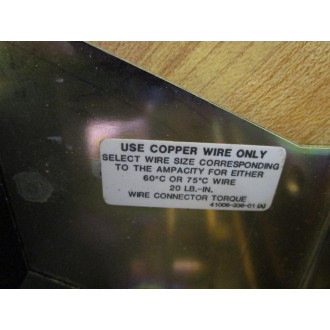 USE COPPER WIRE ONLY
SELECT WIRE SIZE CORRESPONDING
TO THE AMPACITY FOR EITHER
60°C OR 75°C WIRE
20 LB.-IN.
WIRE CONNECTOR TORQUE